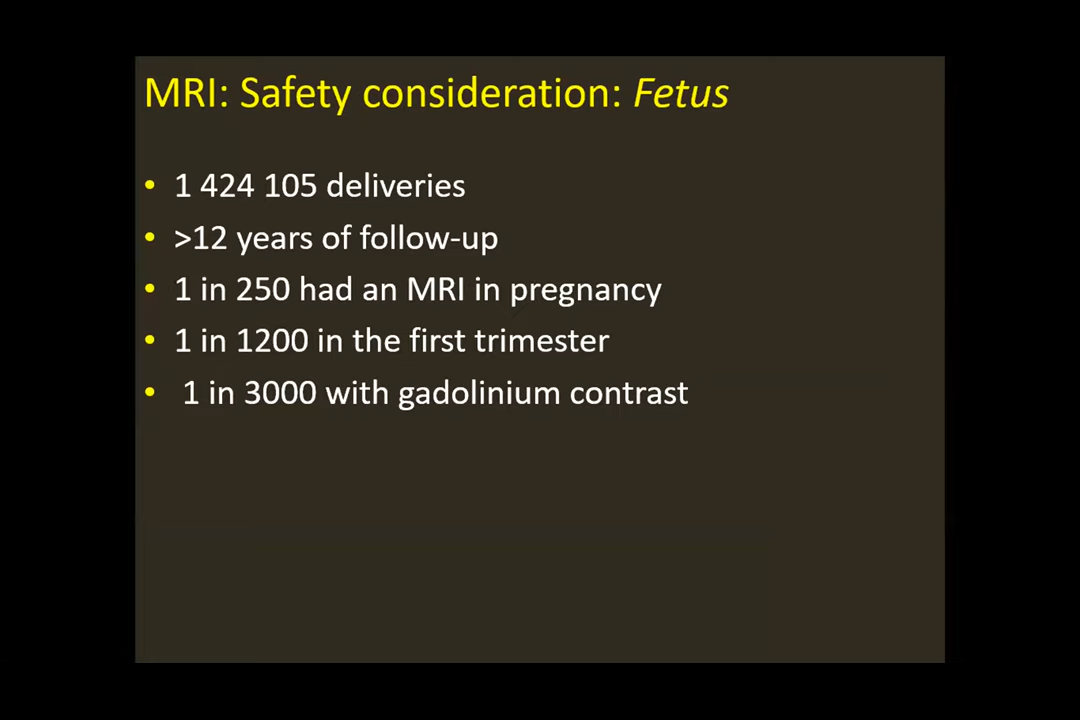 MRI: Safety consideration: Fetus
• 1 424 105 deliveries
• >12 years of follow-up
• 1 in 250 had an MRI in pregnancy
• 1 in 1200 in the first trimester
• 1 in 3000 with gadolinium contrast